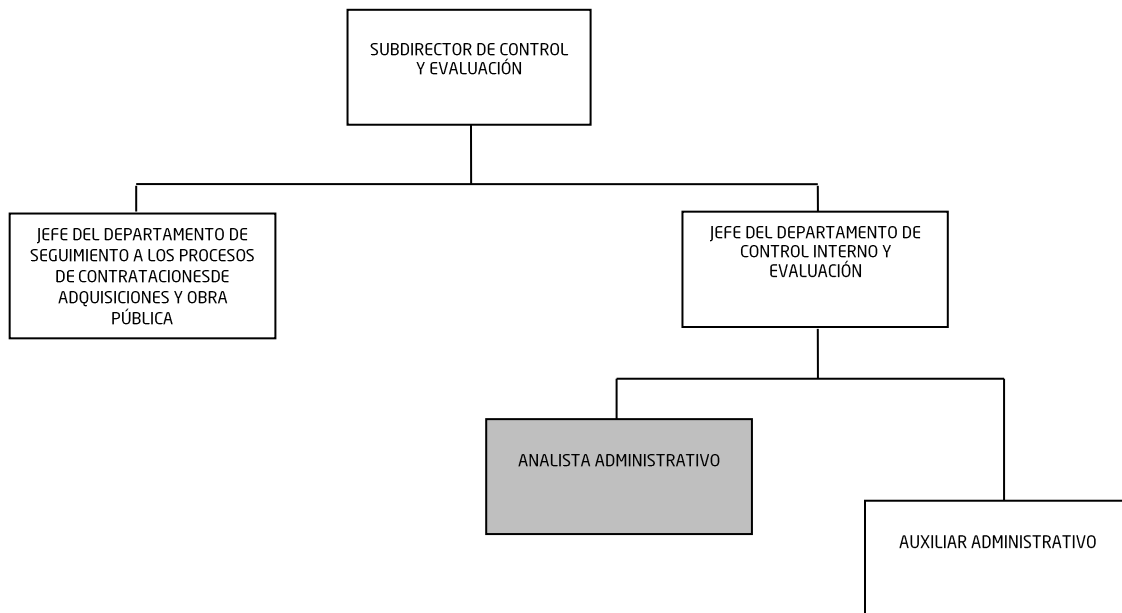 SUBDIRECTOR DE CONTROL
Y EVALUACIÓN
JEFE DEL DEPARTAMENTO DE
SEGUIMIENTO A LOS PROCESOS
DE CONTRATACIONESDE
ADQUISICIONES Y OBRA
PÚBLICA
JEFE DEL DEPARTAMENTO DE
CONTROL INTERNO Y
EVALUACIÓN
ANALISTA ADMINISTRATIVO
AUXILIAR ADMINISTRATIVO